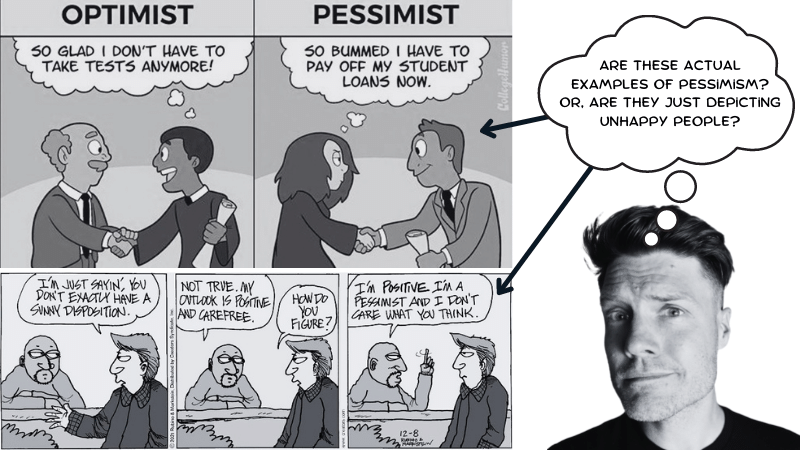 OPTIMIST
SO GLAD I DON'T HAVE TO
TAKE TESTS ANYMORE!
PESSIMIST
SO BUMMED I HAVE TO
PAY OFF MY STUDENT
LOANS NOW.
CollegeHumor
ARE THESE ACTUAL
EXAMPLES OF PESSIMISM?
OR, ARE THEY JUST DEPICTING
UNHAPPY PEOPLE?
I'M JUST SAYIN', YOU
DON'T EXACTLY HAVE A
SUNNY DISPOSITION.
NOT TRUE. MY
OUTLOOK IS POSITIVE
AND CAREFREE.
HOW DO
YOU
FIGURE?
I'M POSITIVE I'M A
PESSIMIST AND I DON'T
CARE WHAT YOU THINK.
12-8